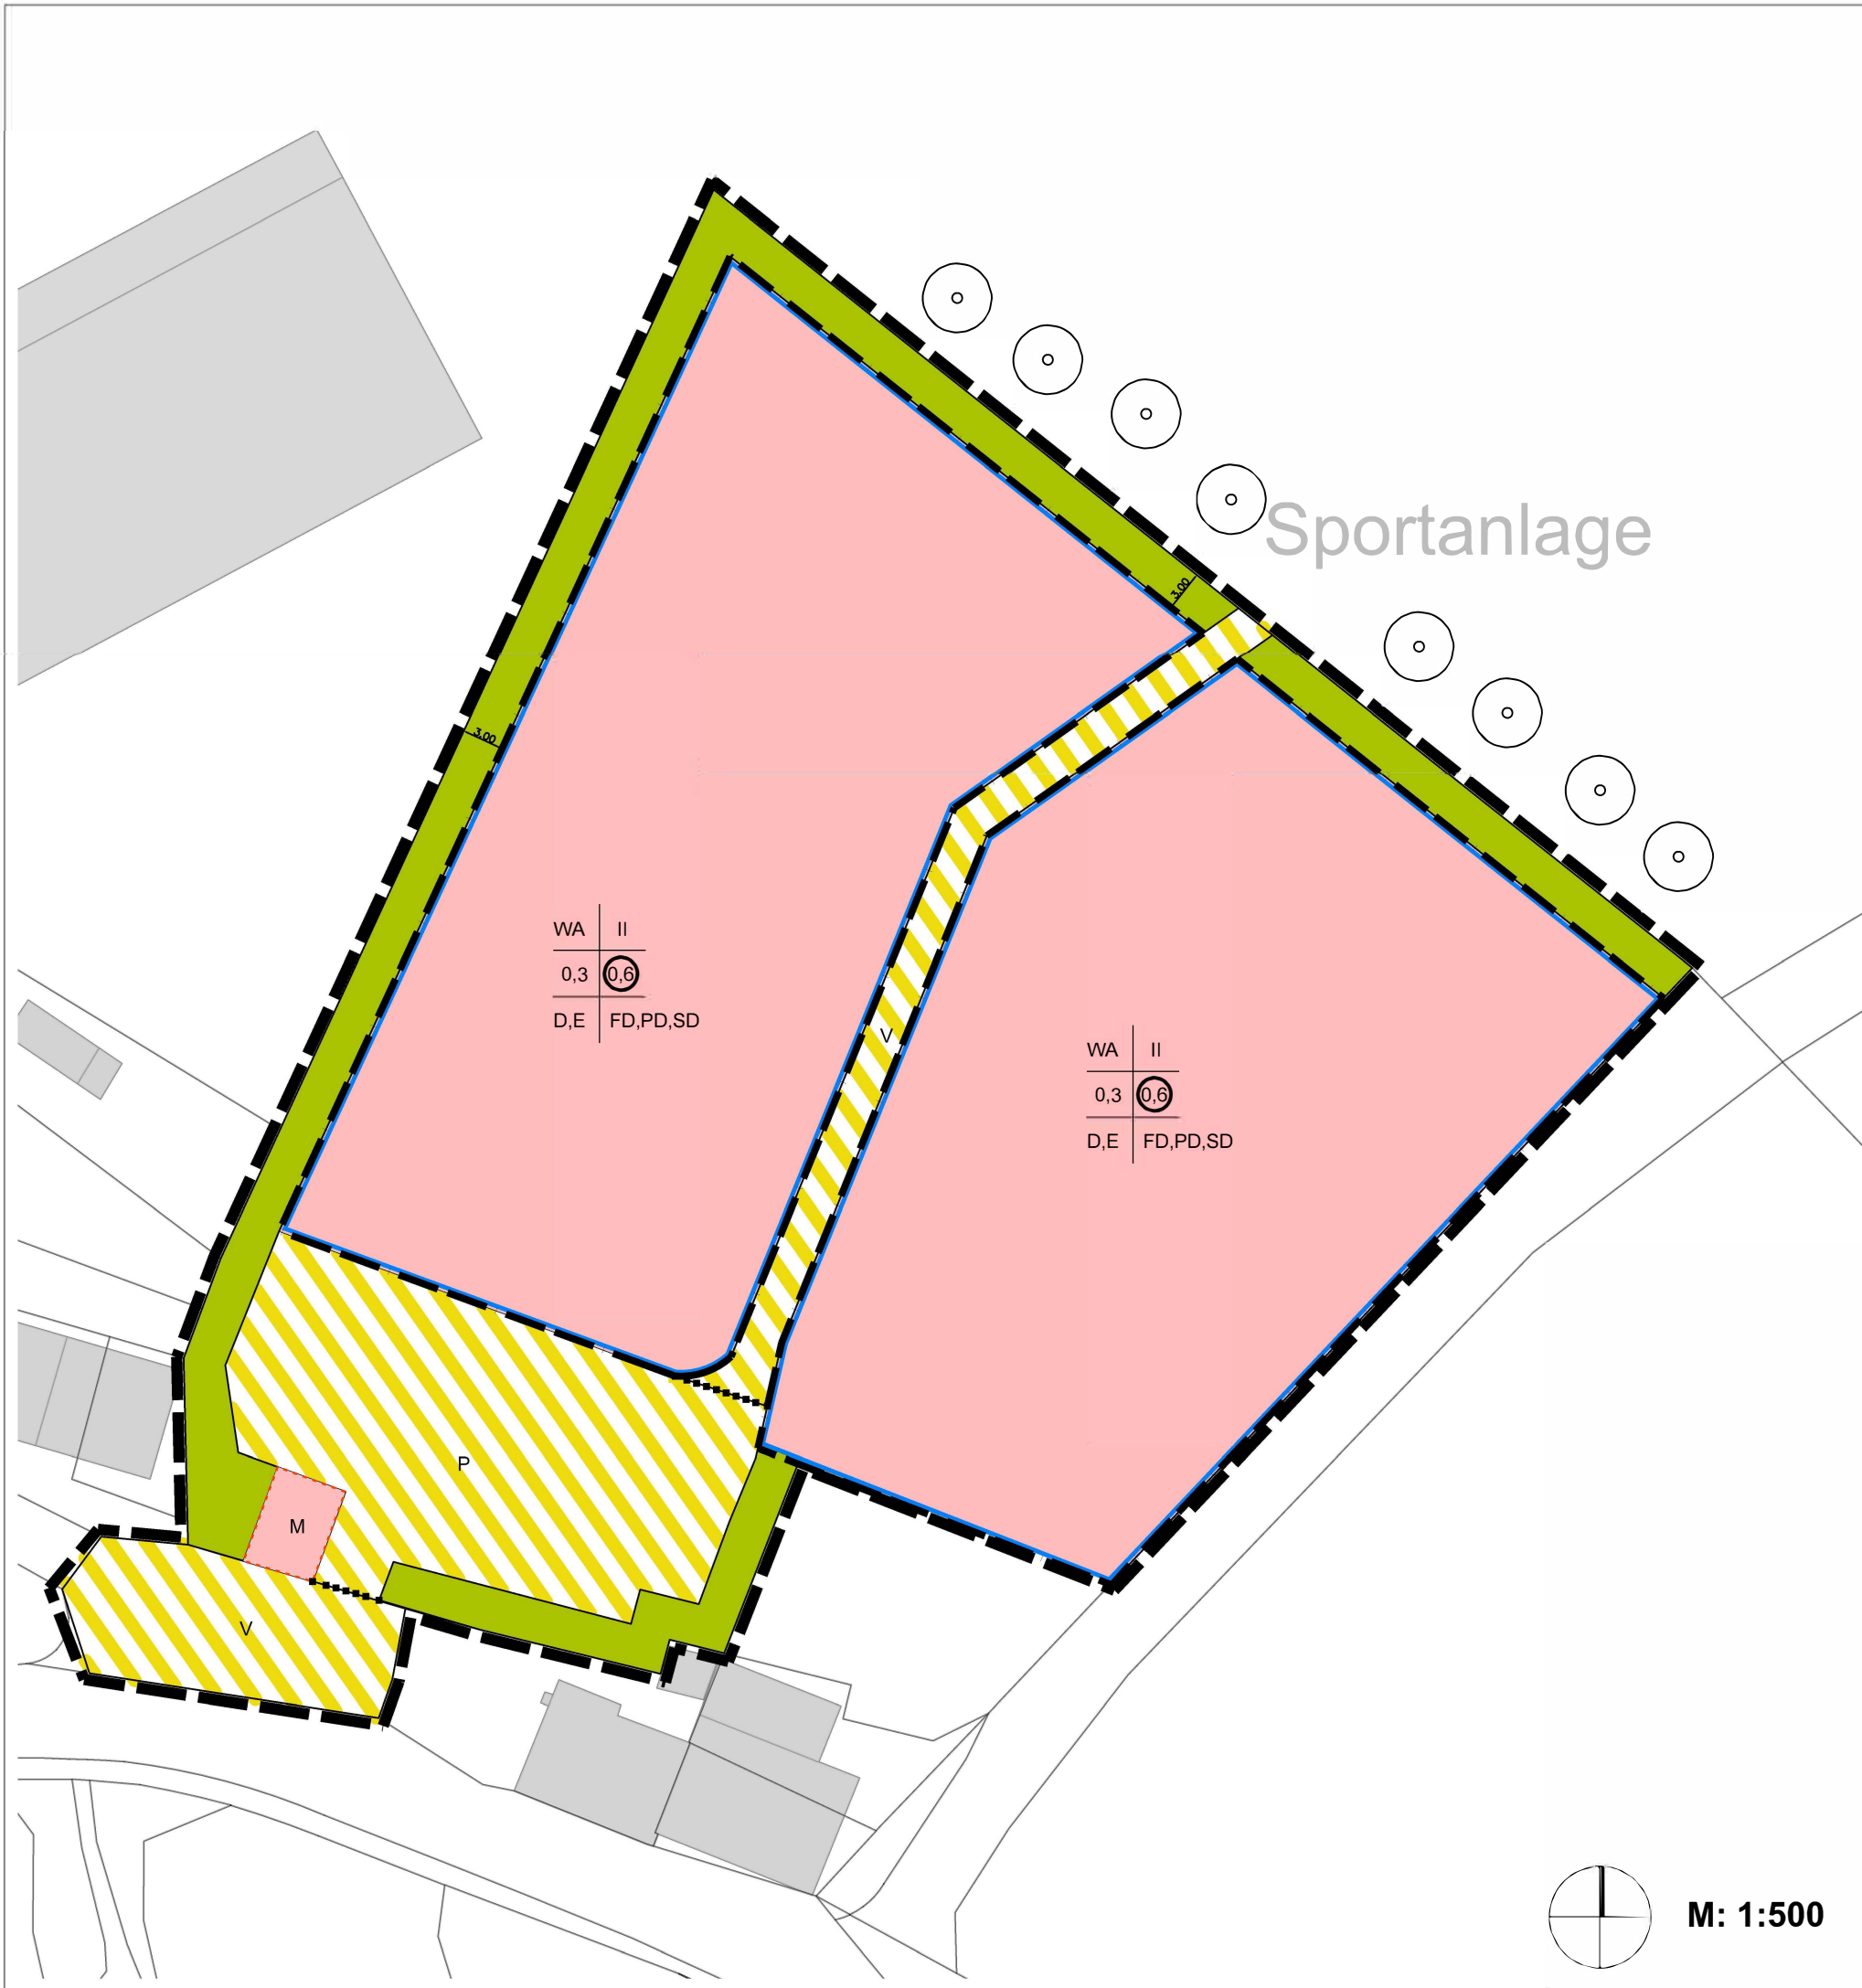 Sportanlage
3.00
3.00
WA II
0,3 0,6
D,E FD,PD,SD
V
WA II
0,3 0,6
D,E FD,PD,SD
P
M
V
M: 1:500